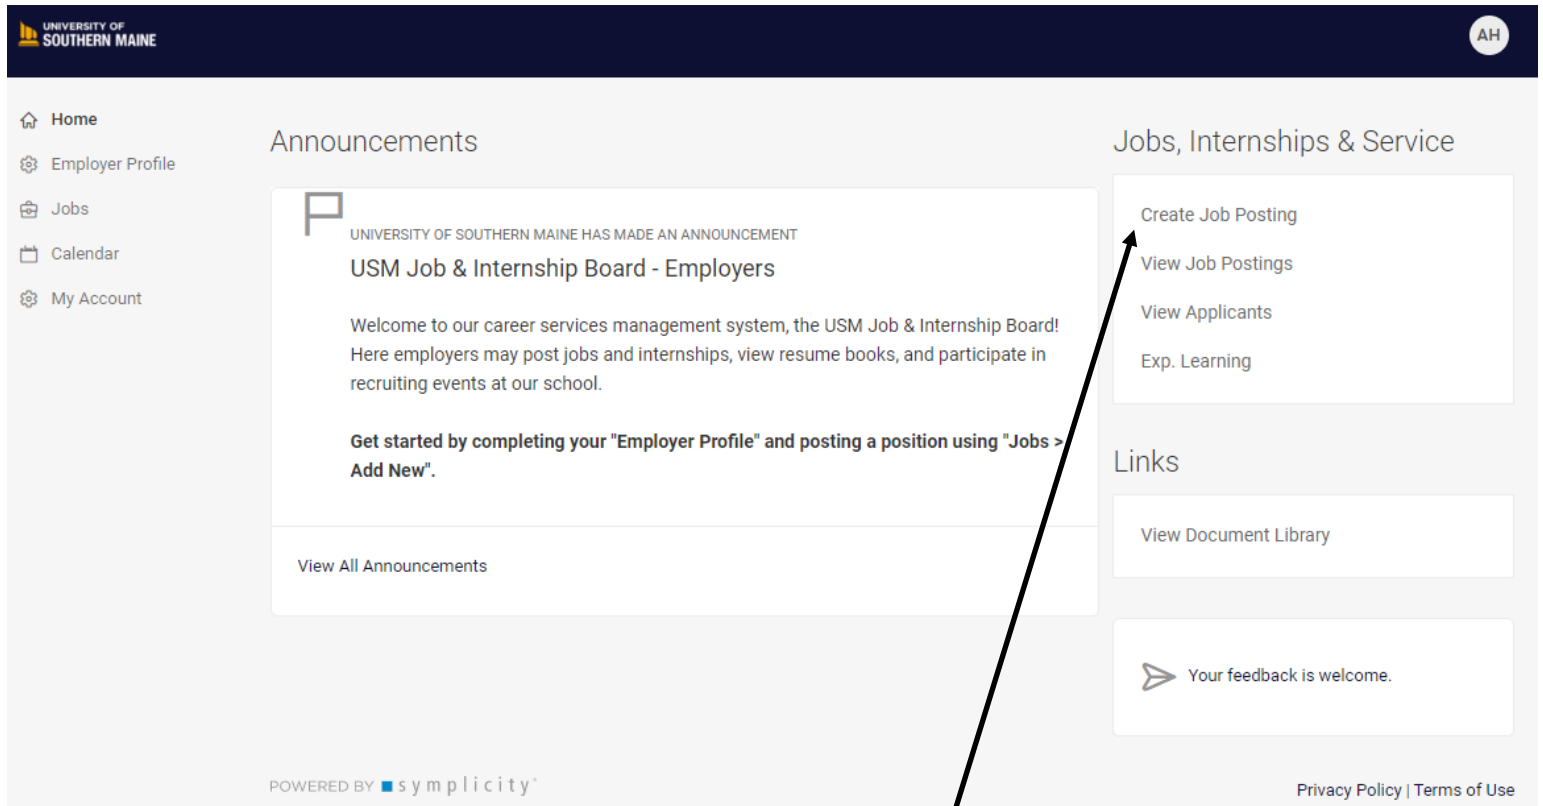 UNIVERSITY OF
SOUTHERN MAINE
AH
Home
Employer Profile
Jobs
Calendar
My Account
Announcements
UNIVERSITY OF SOUTHERN MAINE HAS MADE AN ANNOUNCEMENT
USM Job & Internship Board - Employers
Welcome to our career services management system, the USM Job & Internship Board!
Here employers may post jobs and internships, view resume books, and participate in
recruiting events at our school.
Get started by completing your "Employer Profile" and posting a position using "Jobs >
Add New".
View All Announcements
Jobs, Internships & Service
Create Job Posting
View Job Postings
View Applicants
Exp. Learning
Links
View Document Library
Your feedback is welcome.
POWERED BY symplicity
Privacy Policy | Terms of Use